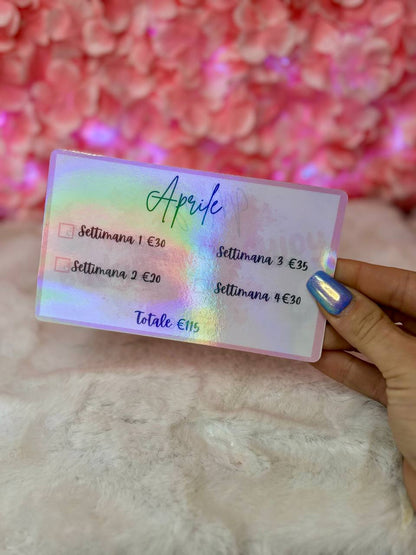 Aprile
Settimana 1 €30
Settimana 2 €20
Settimana 3 €35
Settimana 4 €30
Totale €115